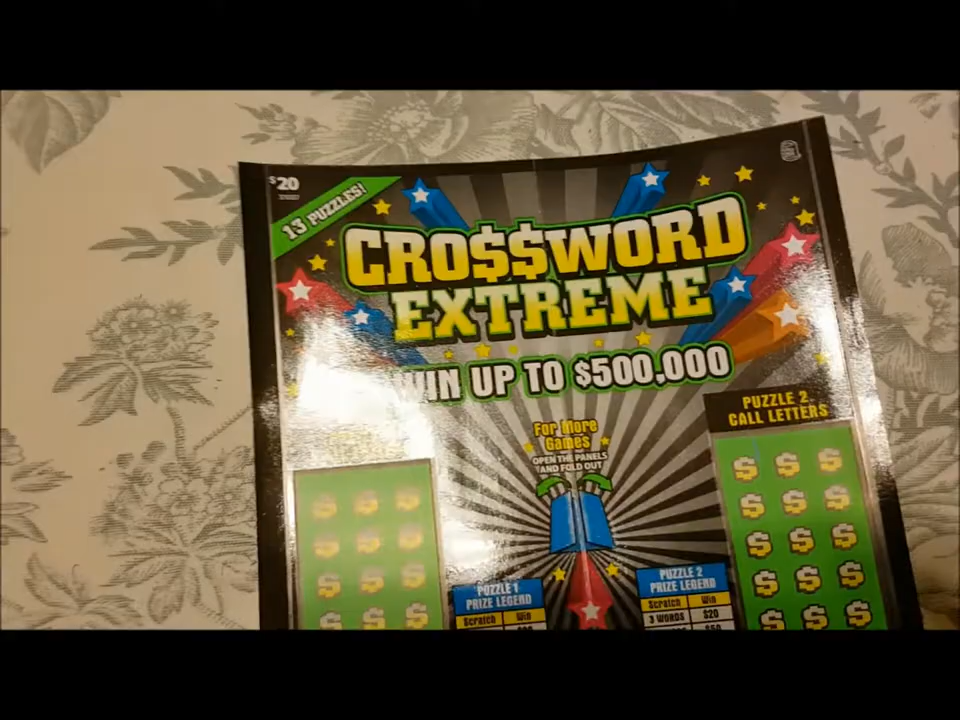 $20
13 PUZZLES!
CRO$$WORD
EXTREME
WIN UP TO $500,000
For More
Games
OPEN THE PANELS
AND FOLD OUT
PUZZLE 2
CALL LETTERS
PUZZLE 1
PRIZE LEGEND
Scratch Win
PUZZLE 2
PRIZE LEGEND
Scratch Win
3 WORDS $20